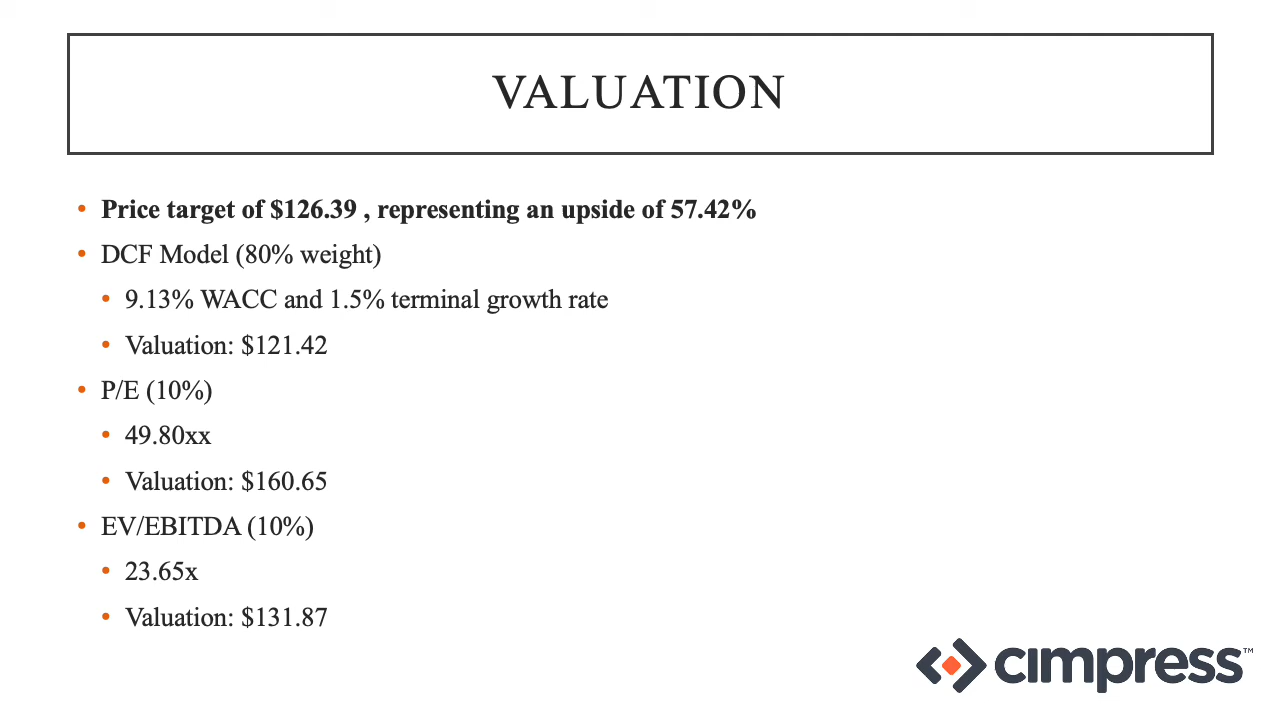 VALUATION
• Price target of $126.39 , representing an upside of 57.42%
• DCF Model (80% weight)
• 9.13% WACC and 1.5% terminal growth rate
• Valuation: $121.42
• P/E (10%)
• 49.80xx
• Valuation: $160.65
• EV/EBITDA (10%)
• 23.65x
• Valuation: $131.87
cimpress™